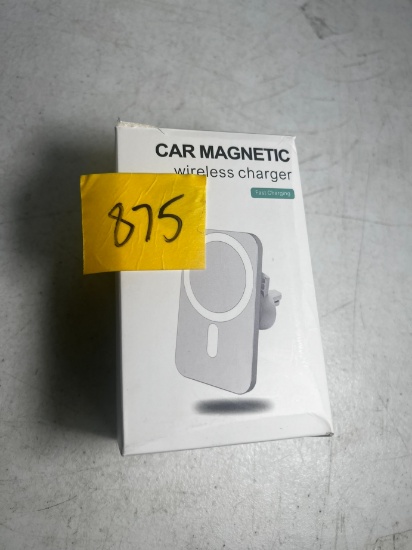 CAR MAGNETIC
wireless charger
Fast Charging
875